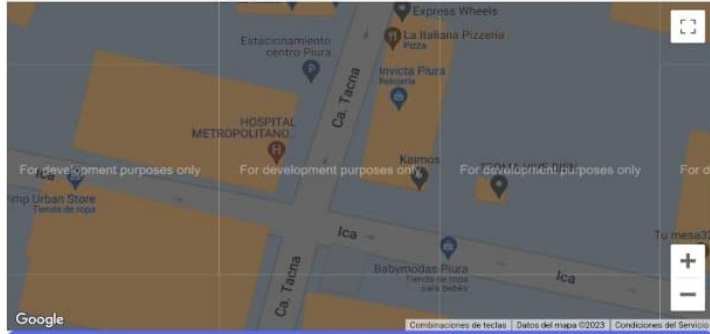 Express Wheels
La Italiana Pizzería
Pizza
Estacionamiento
centro Piura
Invicta Piura
Relojería
Ca. Tacna
HOSPITAL
METROPOLITANO..
Kaimos
For development purposes only
For development purposes only
For development purposes only
For d
Ica
Pimp Urban Store
Tienda de ropa
Ica
Tu mesa33
Babymodas Piura
Tienda de ropa
para bebés
Ica
Ca. Tacna
Google
Combinaciones de teclas
Datos del mapa ©2023
Condiciones del Servicio